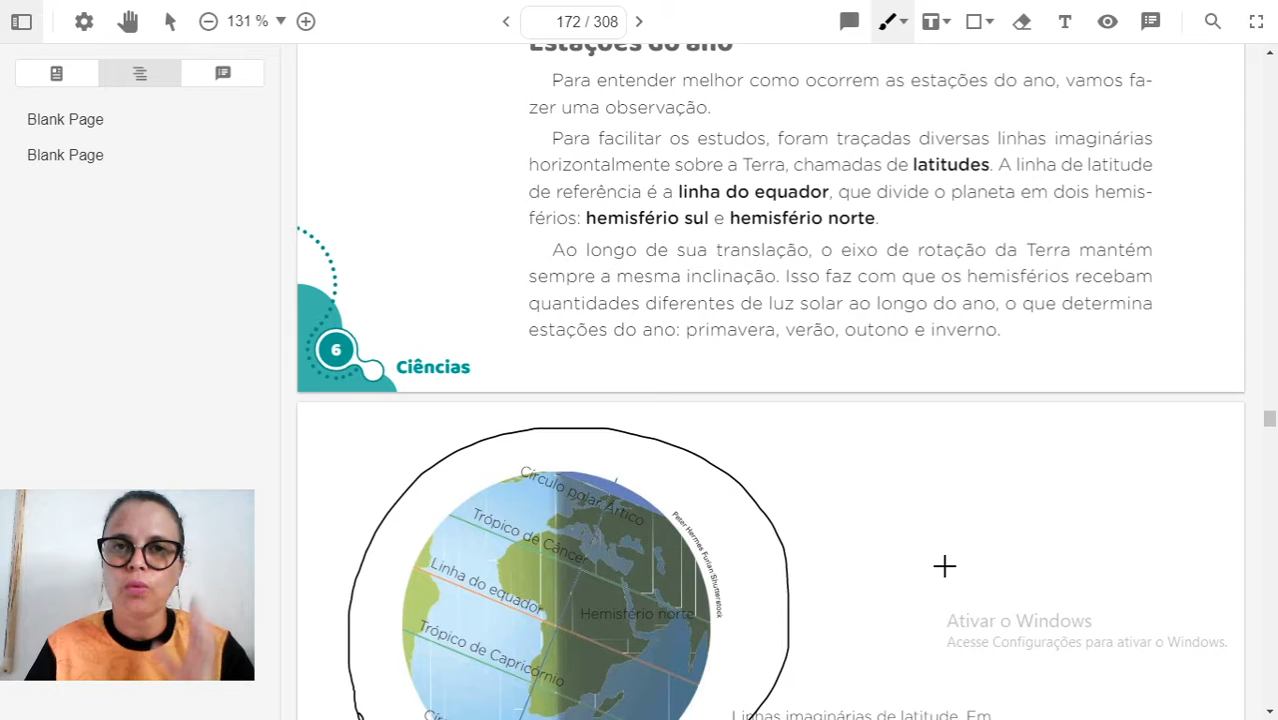 131 %
172 / 308
Blank Page
Blank Page
Estações do ano
Para entender melhor como ocorrem as estações do ano, vamos fa-
zer uma observação.
Para facilitar os estudos, foram traçadas diversas linhas imaginárias
horizontalmente sobre a Terra, chamadas de latitudes. A linha de latitude
de referência é a linha do equador, que divide o planeta em dois hemis-
férios: hemisfério sul e hemisfério norte.
Ao longo de sua translação, o eixo de rotação da Terra mantém
sempre a mesma inclinação. Isso faz com que os hemisférios recebam
quantidades diferentes de luz solar ao longo do ano, o que determina
estações do ano: primavera, verão, outono e inverno.
6
Ciências
Círculo polar Ártico
Trópico de Câncer
Peter Hermes Furian/Shutterstock
Linha do equador
Hemisfério norte
Trópico de Capricórnio
Ativar o Windows
Acesse Configurações para ativar o Windows.
Linhas imaginárias de latitude. Em